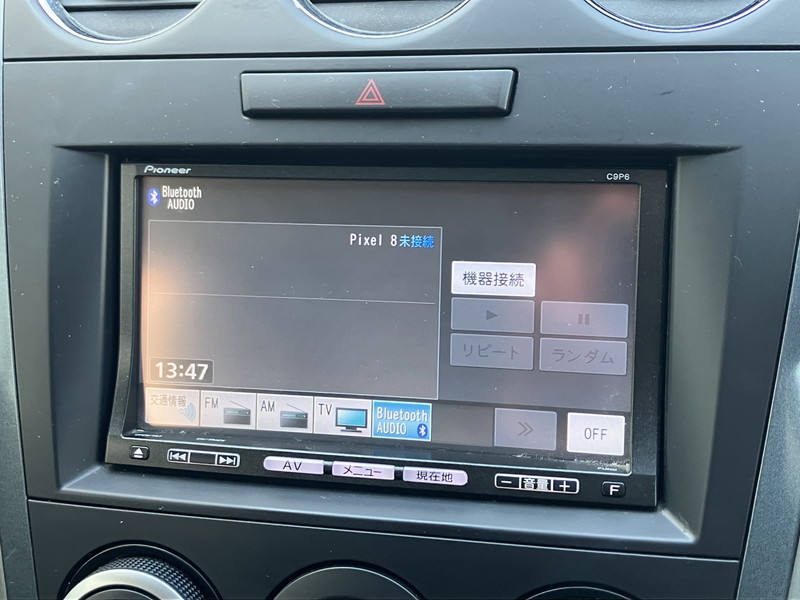 Pioneer
C9P6
Bluetooth
AUDIO
Pixel 8未接続
機器接続
リピート
ランダム
13:47
交通情報
FM
AM
TV
Bluetooth
AUDIO
OFF
AV
メニュー
現在地
− 音量 +
F